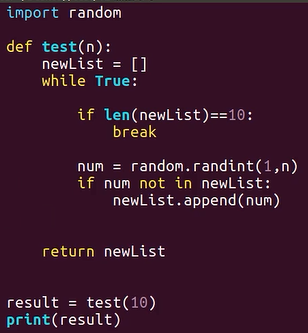 import random
def test(n):
    newList = []
    while True:
        if len(newList)==10:
            break
        num = random.randint(1,n)
        if num not in newList:
            newList.append(num)
    return newList
result = test(10)
print(result)